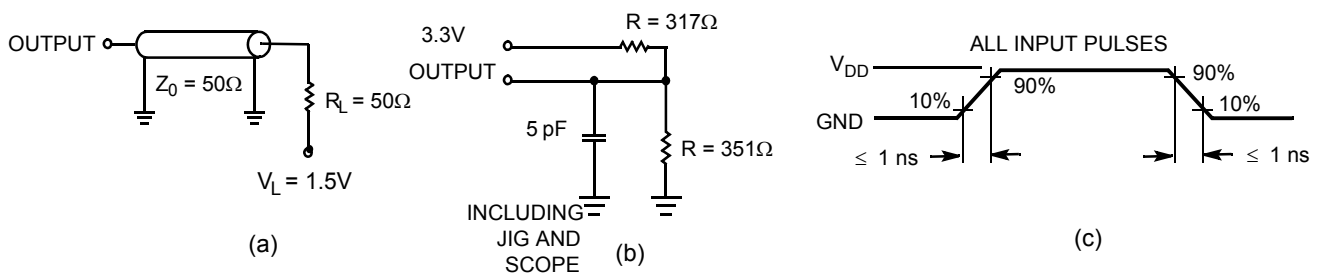 OUTPUT
Z0 = 50Ω
RL = 50Ω
VL = 1.5V
(a)
R = 317Ω
3.3V
OUTPUT
5 pF
R = 351Ω
INCLUDING
JIG AND
SCOPE
(b)
ALL INPUT PULSES
VDD
90%
90%
10%
10%
GND
≤ 1 ns
≤ 1 ns
(c)